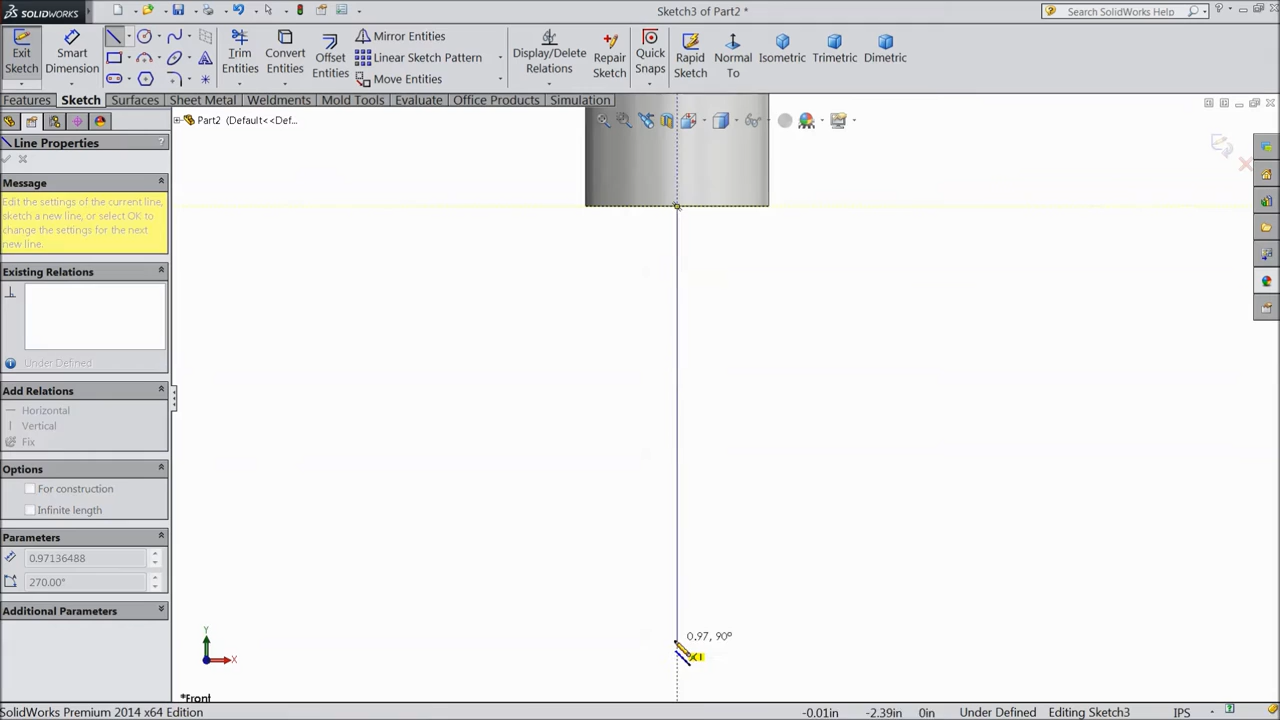 SOLIDWORKS
Sketch3 of Part2 *
Search SolidWorks Help
Exit Sketch
Smart Dimension
Trim Entities
Convert Entities
Offset Entities
Mirror Entities
Linear Sketch Pattern
Move Entities
Display/Delete Relations
Repair Sketch
Quick Snaps
Rapid Sketch
Normal To
Isometric
Trimetric
Dimetric
Features
Sketch
Surfaces
Sheet Metal
Weldments
Mold Tools
Evaluate
Office Products
Simulation
Part2 (Default<<Def...
Line Properties
?
Message
Edit the settings of the current line,
sketch a new line, or select OK to
change the settings for the next
new line.
Existing Relations
Under Defined
Add Relations
Horizontal
Vertical
Fix
Options
For construction
Infinite length
Parameters
0.97136488
270.00°
Additional Parameters
0.97, 90°
Y
X
*Front
SolidWorks Premium 2014 x64 Edition
-0.01in
-2.39in
0in
Under Defined
Editing Sketch3
IPS